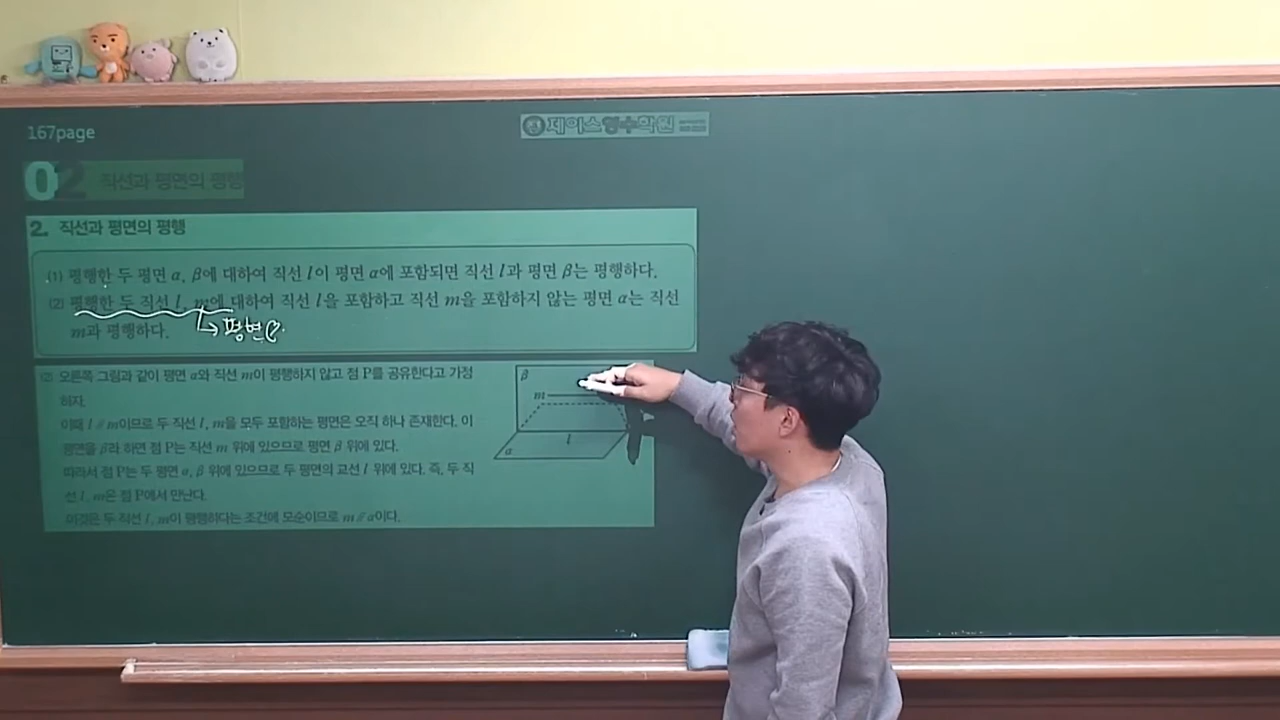 167page
제이스영수학원
02 직선과 평면의 평행
2. 직선과 평면의 평행
(1) 평행한 두 평면 α, β에 대하여 직선 l이 평면 α에 포함되면 직선 l과 평면 β는 평행하다.
(2) 평행한 두 직선 l, m에 대하여 직선 l을 포함하고 직선 m을 포함하지 않는 평면 α는 직선
m과 평행하다.
→ 평면β.
(2) 오른쪽 그림과 같이 평면 α와 직선 m이 평행하지 않고 점 P를 공유한다고 가정
하자.
이때 l∥m이므로 두 직선 l, m을 모두 포함하는 평면은 오직 하나 존재한다. 이
평면을 β라 하면 점 P는 직선 m 위에 있으므로 평면 β 위에 있다.
따라서 점 P는 두 평면 α, β 위에 있으므로 두 평면의 교선 l 위에 있다. 즉, 두 직
선 l, m은 점 P에서 만난다.
이것은 두 직선 l, m이 평행하다는 조건에 모순이므로 m∥α이다.
β
m
l
α